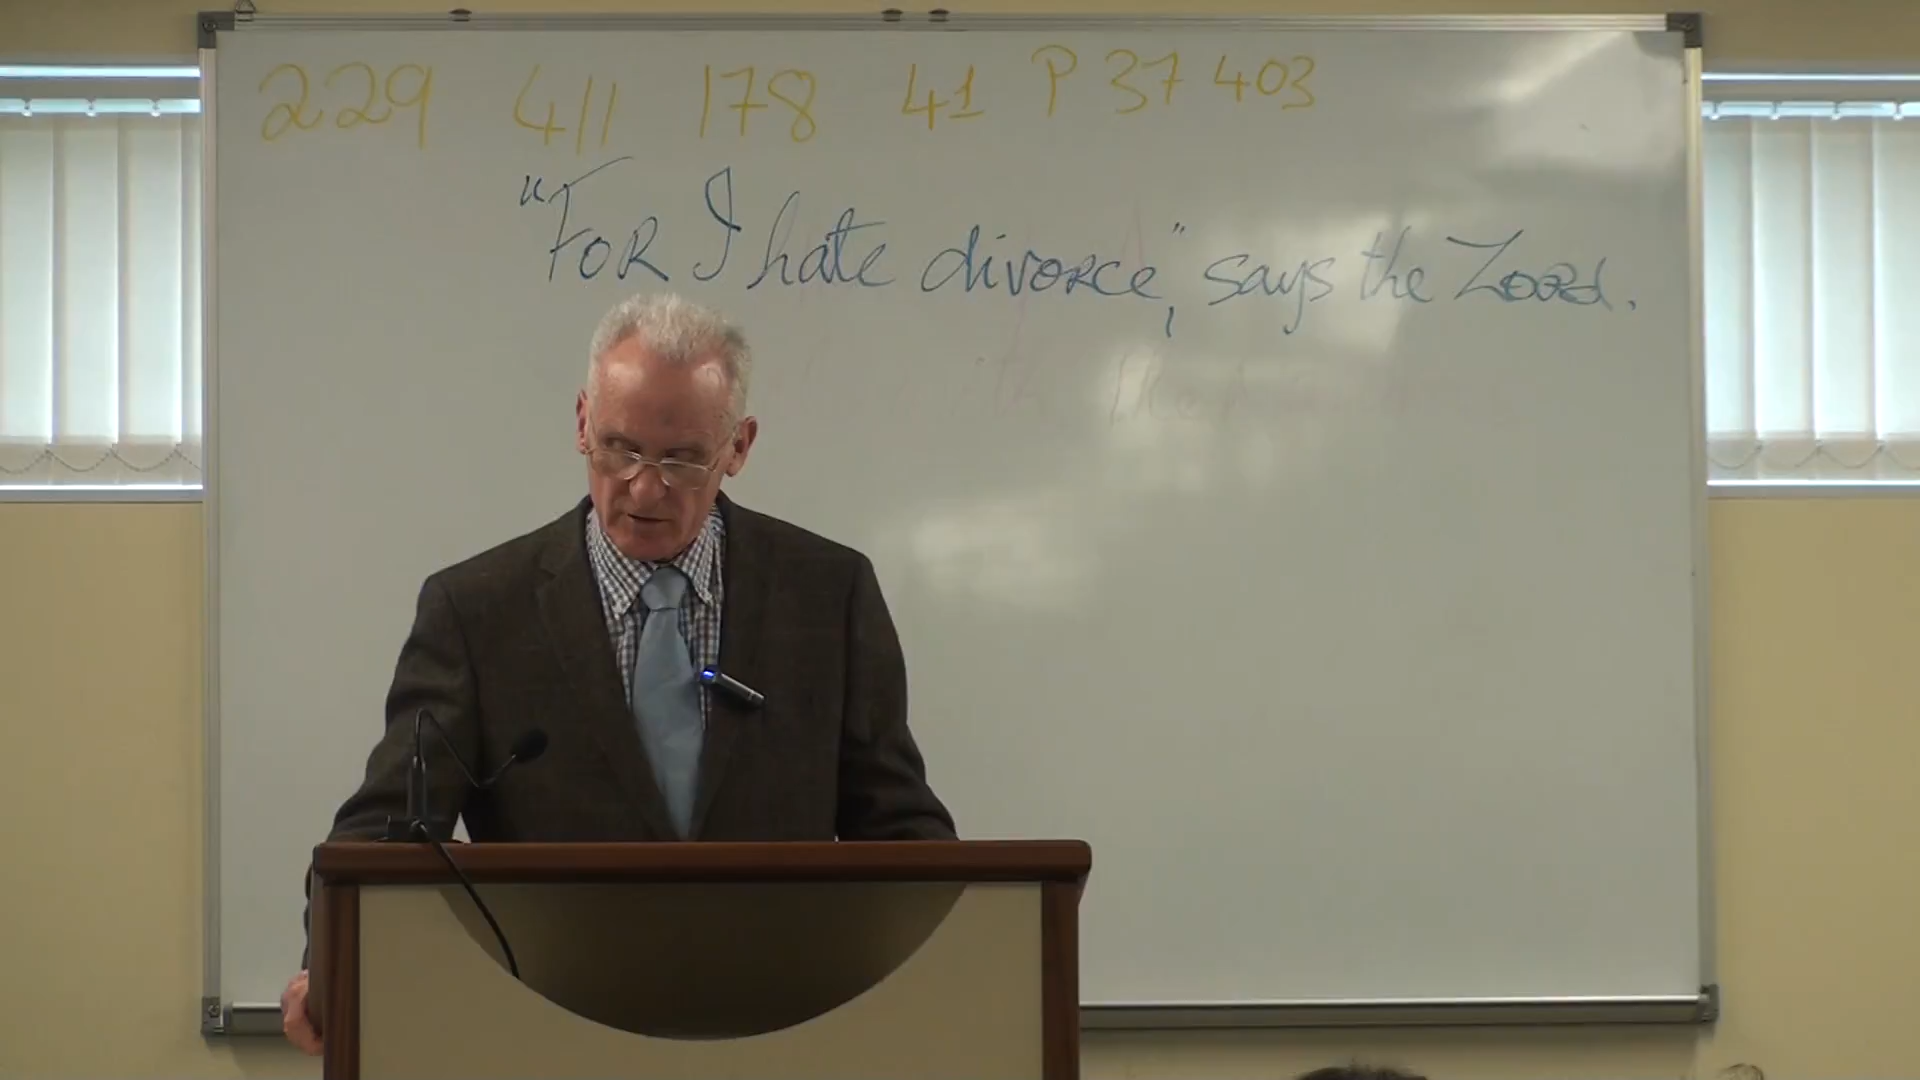 229 411 178 41 P 37 403
"FOR I hate divorce," says the Lord.